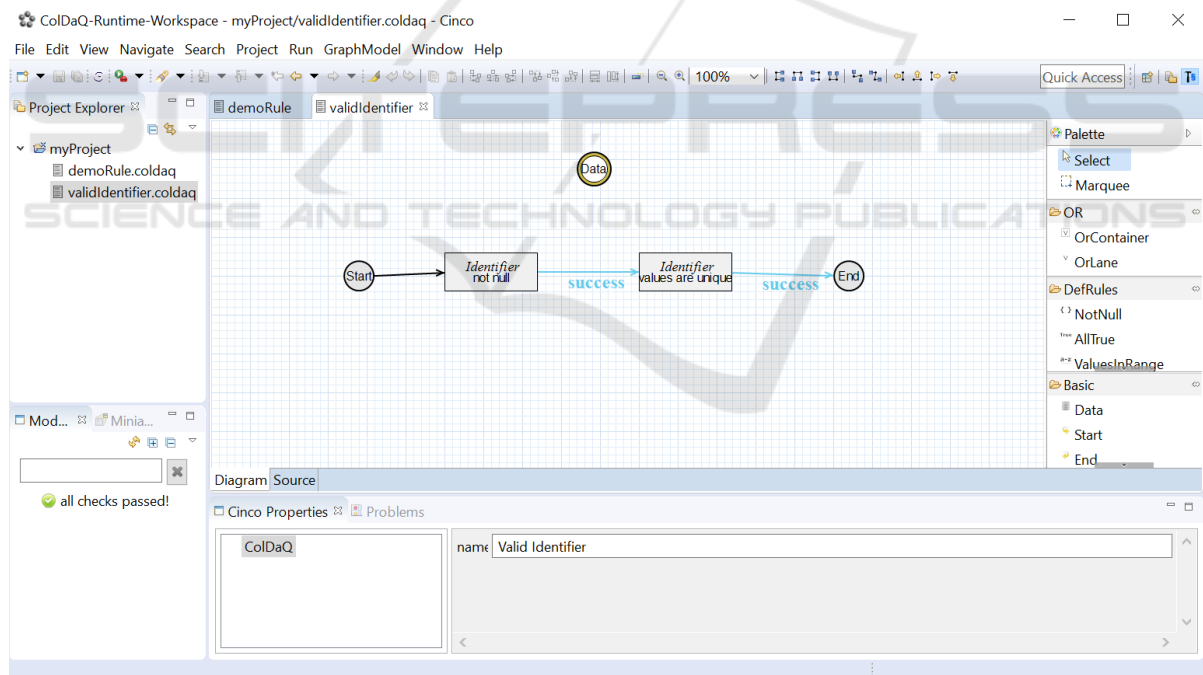 ColDaQ-Runtime-Workspace - myProject/validIdentifier.coldaq - Cinco
File Edit View Navigate Search Project Run GraphModel Window Help
100%
Quick Access
Project Explorer
myProject
demoRule.coldaq
validIdentifier.coldaq
demoRule
validIdentifier
Data
Start
Identifier
not null
success
Identifier
values are unique
success
End
Palette
Select
Marquee
OR
OrContainer
OrLane
DefRules
NotNull
AllTrue
ValuesInRange
Basic
Data
Start
End
Mod...
Minia...
all checks passed!
Diagram Source
Cinco Properties
Problems
ColDaQ
name
Valid Identifier
SCITEPRESS
SCIENCE AND TECHNOLOGY PUBLICATIONS